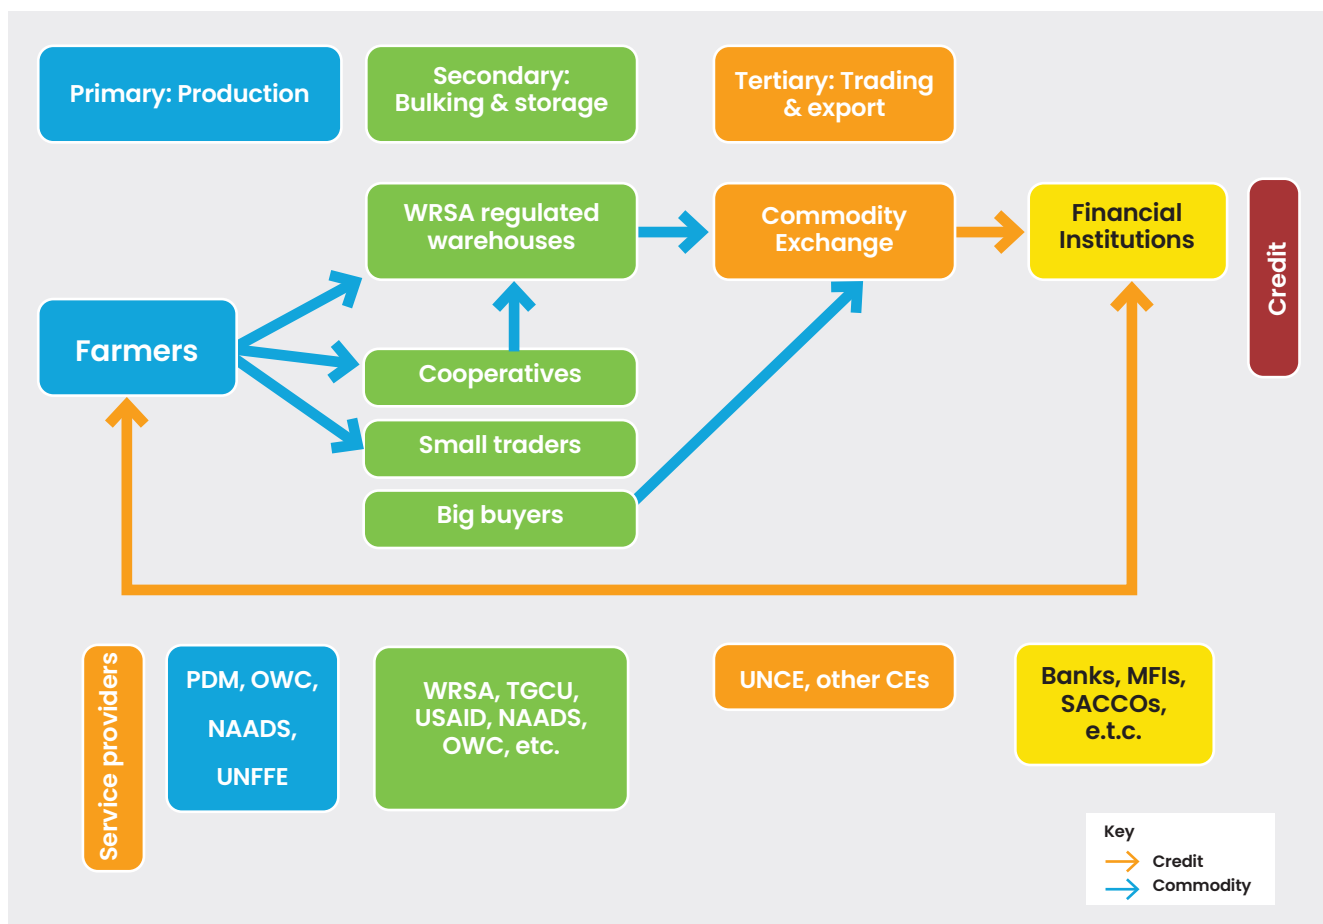 Primary: Production
Secondary:
Bulking & storage
Tertiary: Trading
& export
WRSA regulated
warehouses
Commodity
Exchange
Financial
Institutions
Credit
Farmers
Cooperatives
Small traders
Big buyers
Service providers
PDM, OWC,
NAADS,
UNFFE
WRSA, TGCU,
USAID, NAADS,
OWC, etc.
UNCE, other CEs
Banks, MFIs,
SACCOs,
e.t.c.
Key
Credit
Commodity